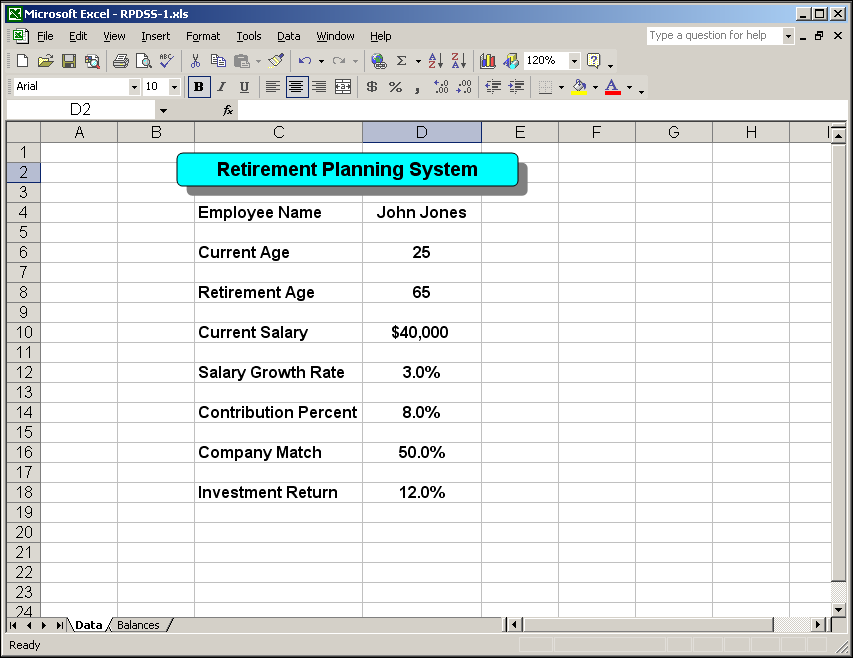 Microsoft Excel - RPDSS-1.xls
File Edit View Insert Format Tools Data Window Help Type a question for help
120%
Arial 10 B I U $ % ,
D2 fx
A B C D E F G H I
1
2 Retirement Planning System
3
4 Employee Name John Jones
5
6 Current Age 25
7
8 Retirement Age 65
9
10 Current Salary $40,000
11
12 Salary Growth Rate 3.0%
13
14 Contribution Percent 8.0%
15
16 Company Match 50.0%
17
18 Investment Return 12.0%
19
20
21
22
23
24
Data Balances
Ready